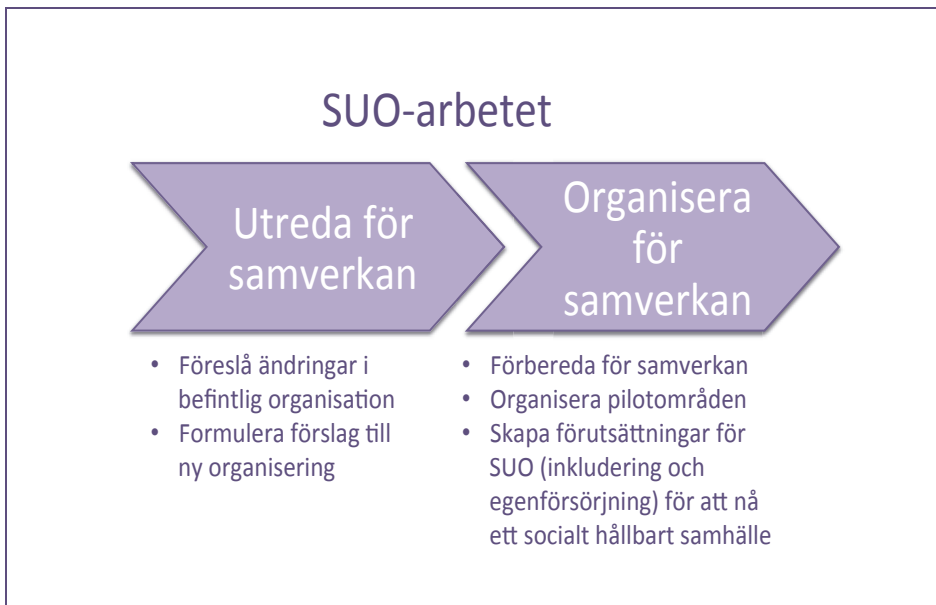 SUO-arbetet
Utreda för
samverkan
Organisera
för
samverkan
• Föreslå ändringar i
befintlig organisation
• Formulera förslag till
ny organisering
• Förbereda för samverkan
• Organisera pilotområden
• Skapa förutsättningar för
SUO (inkludering och
egenförsörjning) för att nå
ett socialt hållbart samhälle